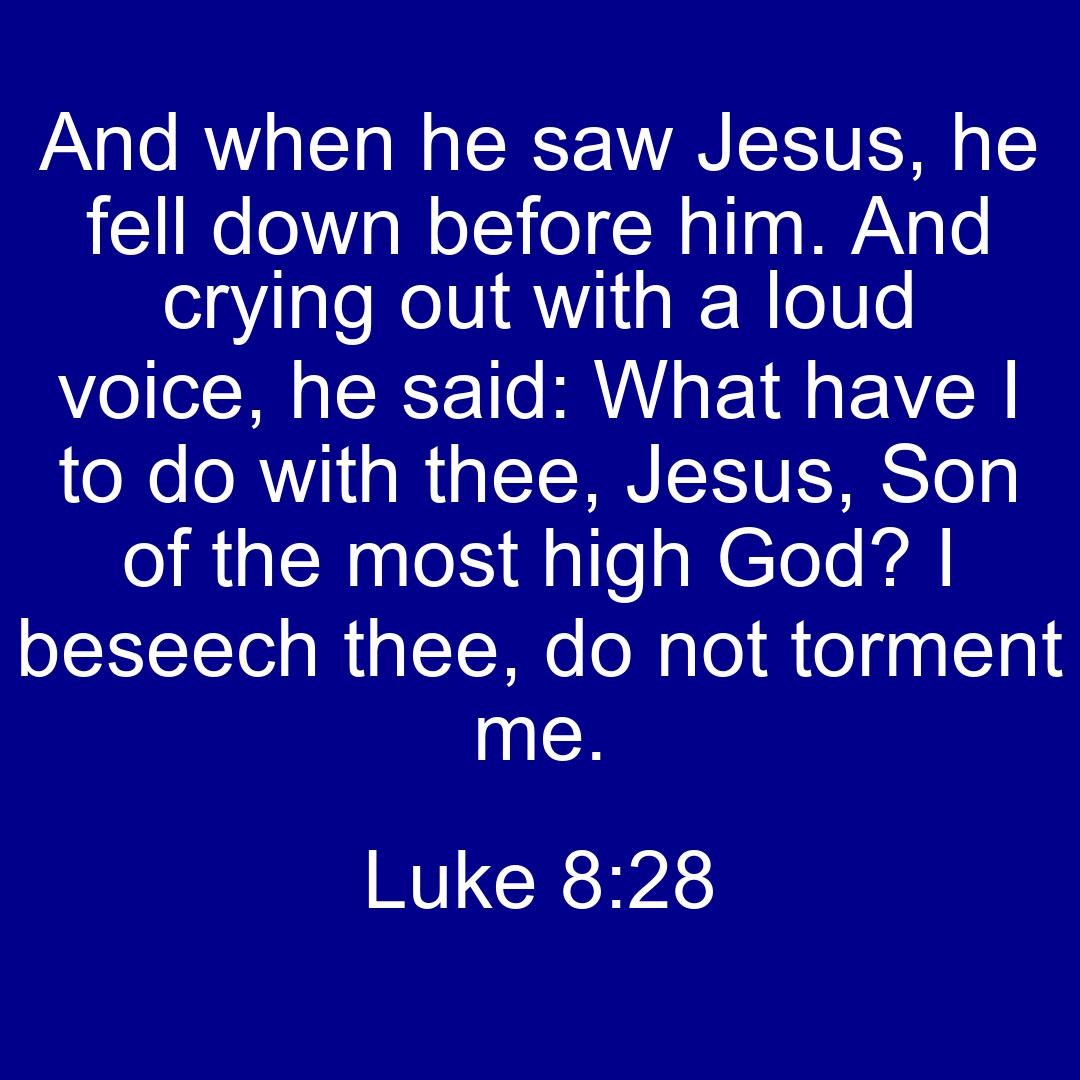 And when he saw Jesus, he
fell down before him. And
crying out with a loud
voice, he said: What have I
to do with thee, Jesus, Son
of the most high God? I
beseech thee, do not torment
me.
Luke 8:28